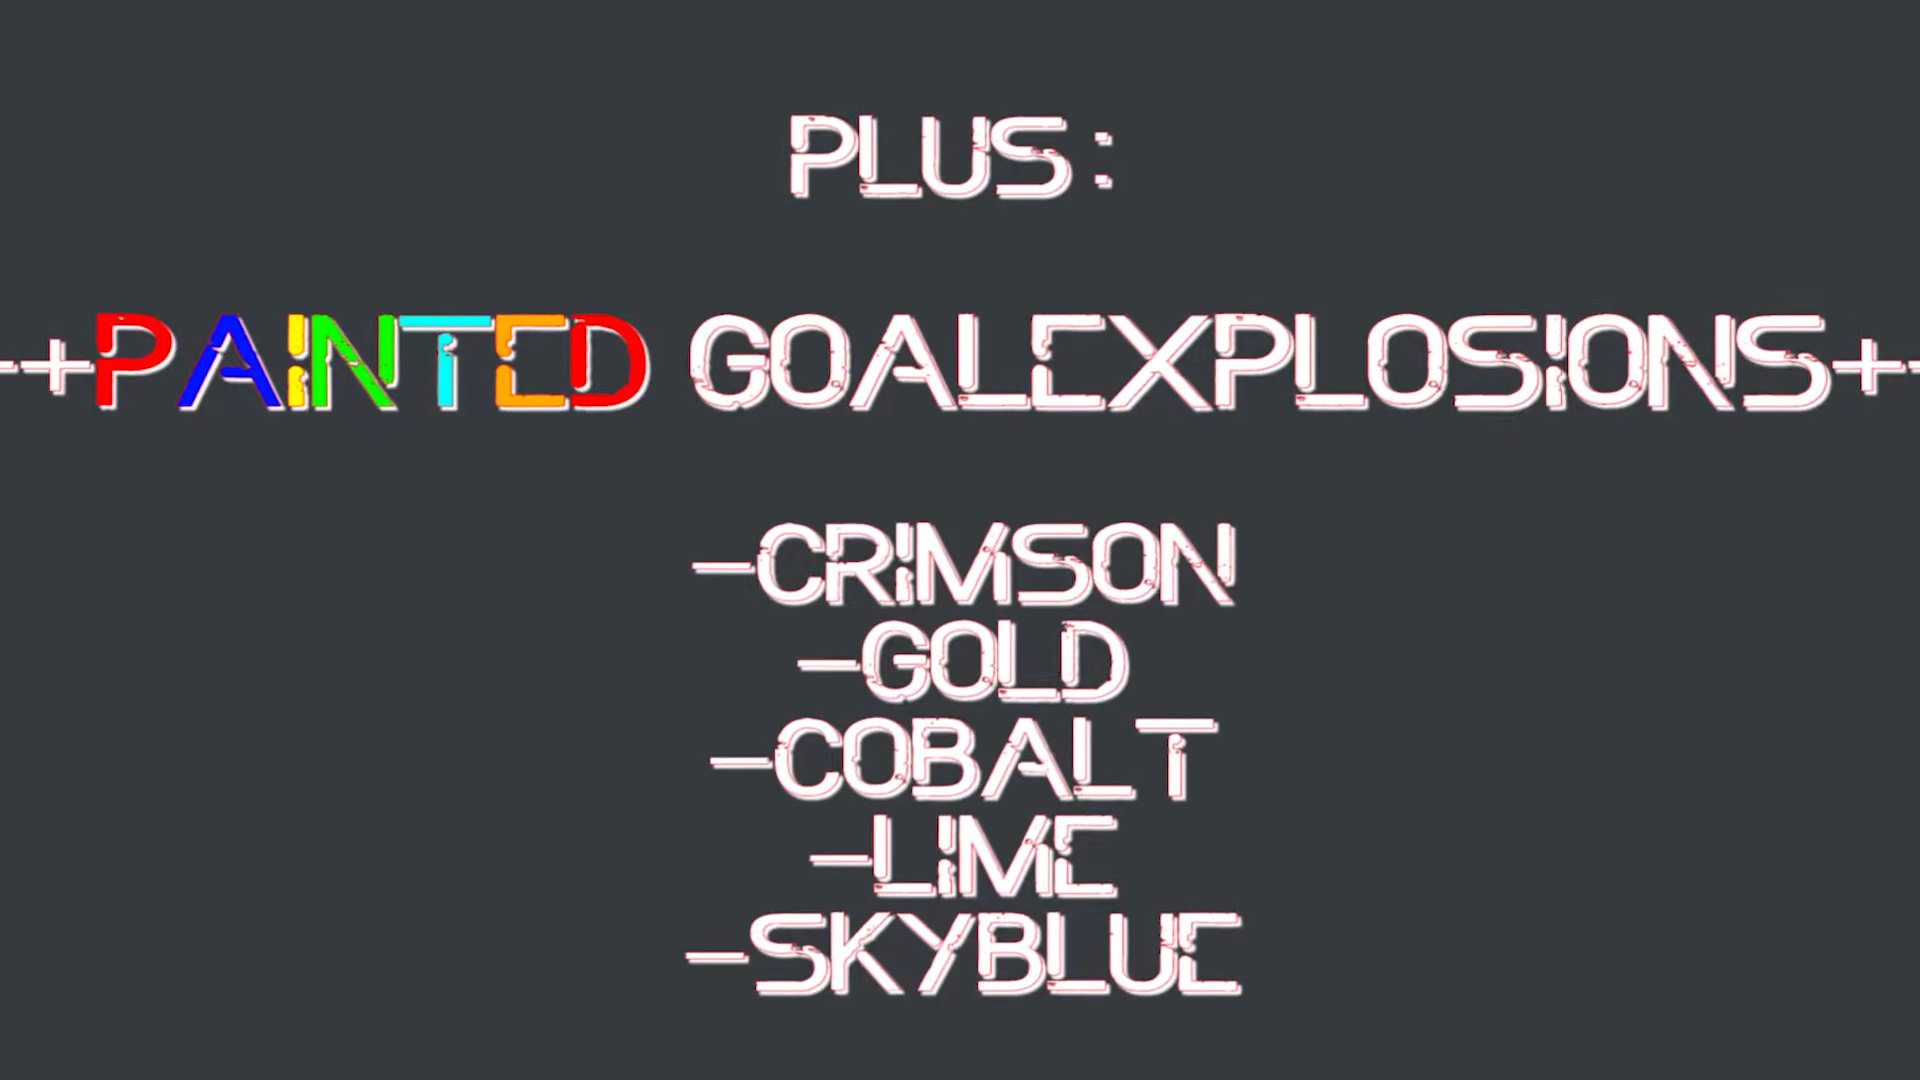 PLUS:
-+PAINTED GOALEXPLOSIONS+-
-CRIMSON
-GOLD
-COBALT
-LIME
-SKYBLUE